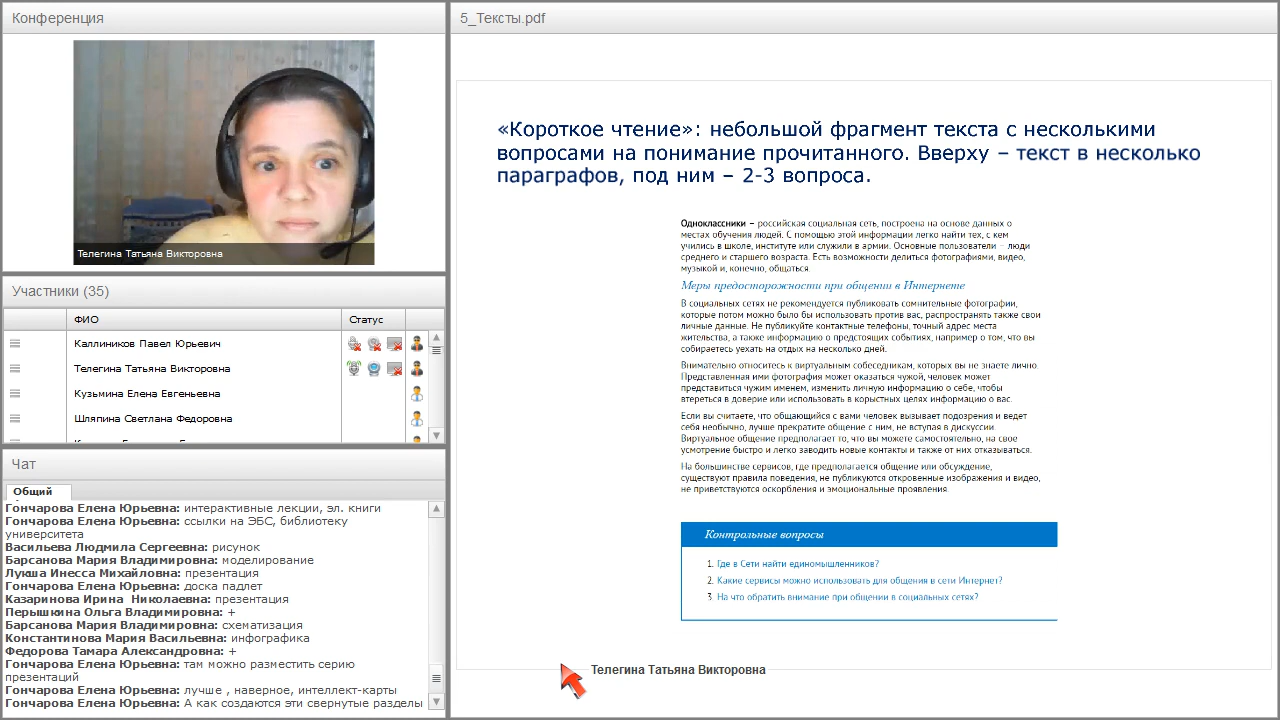 Конференция
Телегина Татьяна Викторовна
Участники (35)
ФИО
Статус
Каллиников Павел Юрьевич
Телегина Татьяна Викторовна
Кузьмина Елена Евгеньевна
Шляпина Светлана Федоровна
Чат
Общий
Гончарова Елена Юрьевна: интерактивные лекции, эл. книги
Гончарова Елена Юрьевна: ссылки на ЭБС, библиотеку
университета
Васильева Людмила Сергеевна: рисунок
Барсанова Мария Владимировна: моделирование
Лукша Инесса Михайловна: презентация
Гончарова Елена Юрьевна: доска падлет
Казаринова Ирина Николаевна: презентация
Перышкина Ольга Владимировна: +
Барсанова Мария Владимировна: схематизация
Константинова Мария Васильевна: инфографика
Федорова Тамара Александровна: +
Гончарова Елена Юрьевна: там можно разместить серию
презентаций
Гончарова Елена Юрьевна: лучше , наверное, интеллект-карты
Гончарова Елена Юрьевна: А как создаются эти свернутые разделы
5_Тексты.pdf
«Короткое чтение»: небольшой фрагмент текста с несколькими
вопросами на понимание прочитанного. Вверху – текст в несколько
параграфов, под ним – 2-3 вопроса.
Одноклассники – российская социальная сеть, построена на основе данных о
местах обучения людей. С помощью этой информации легко найти тех, с кем
учились в школе, институте или служили в армии. Основные пользователи – люди
среднего и старшего возраста. Есть возможности делиться фотографиями, видео,
музыкой и, конечно, общаться.
Меры предосторожности при общении в Интернете
В социальных сетях не рекомендуется публиковать сомнительные фотографии,
которые потом можно было бы использовать против вас, распространять также свои
личные данные. Не публикуйте контактные телефоны, точный адрес места
жительства, а также информацию о предстоящих событиях, например о том, что вы
собираетесь уехать на отдых на несколько дней.
Внимательно относитесь к виртуальным собеседникам, которых вы не знаете лично.
Представленная ими фотография может оказаться чужой, человек может
представиться чужим именем, изменить личную информацию о себе, чтобы
втереться в доверие или использовать в корыстных целях информацию о вас.
Если вы считаете, что общающийся с вами человек вызывает подозрения и ведет
себя необычно, лучше прекратите общение с ним, не вступая в дискуссии.
Виртуальное общение предполагает то, что вы можете самостоятельно, на свое
усмотрение быстро и легко заводить новые контакты и также от них отказываться.
На большинстве сервисов, где предполагается общение или обсуждение,
существуют правила поведения, не публикуются откровенные изображения и видео,
не приветствуются оскорбления и эмоциональные проявления.
Контрольные вопросы
1. Где в Сети найти единомышленников?
2. Какие сервисы можно использовать для общения в сети Интернет?
3 На что обратить внимание при общении в социальных сетях?
Телегина Татьяна Викторовна